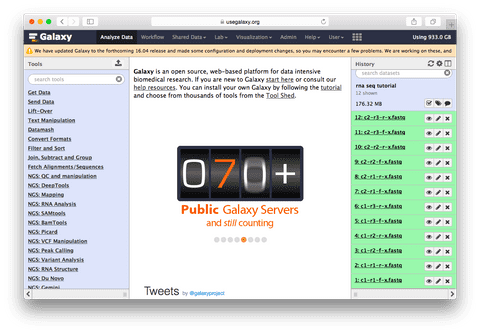 usegalaxy.org
Galaxy
Analyze Data Workflow Shared Data Lab Visualization Admin Help User Using 933.0 GB
We have updated Galaxy to the forthcoming 16.04 release and made some configuration and deployment changes, so you may encounter a few problems. We are working on these, and
Tools
search tools
Get Data
Send Data
Lift-Over
Text Manipulation
Datamash
Convert Formats
Filter and Sort
Join, Subtract and Group
Fetch Alignments/Sequences
NGS: QC and manipulation
NGS: DeepTools
NGS: Mapping
NGS: RNA Analysis
NGS: SAMtools
NGS: BamTools
NGS: Picard
NGS: VCF Manipulation
NGS: Peak Calling
NGS: Variant Analysis
NGS: RNA Structure
NGS: Du Novo
NGS: Gemini
Galaxy is an open source, web-based platform for data intensive
biomedical research. If you are new to Galaxy start here or consult our
help resources. You can install your own Galaxy by following the tutorial
and choose from thousands of tools from the Tool Shed.
070+
Public Galaxy Servers
and still counting
Tweets by @galaxyproject
History
search datasets
rna seq tutorial
12 shown
176.32 MB
12: c2-r3-r-x.fastq
11: c2-r3-f-x.fastq
10: c2-r2-r-x.fastq
9: c2-r2-f-x.fastq
8: c2-r1-r-x.fastq
7: c2-r1-f-x.fastq
6: c1-r3-r-x.fastq
5: c1-r3-f-x.fastq
4: c1-r2-r-x.fastq
3: c1-r2-f-x.fastq
2: c1-r1-r-x.fastq
1: c1-r1-f-x.fastq